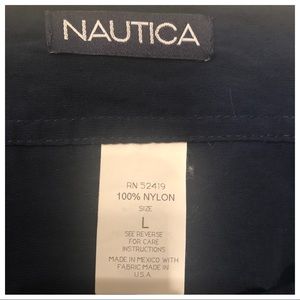 NAUTICA
RN 52419
100% NYLON
SIZE
L
SEE REVERSE
FOR CARE
INSTRUCTIONS
MADE IN MEXICO WITH
FABRIC MADE IN
U.S.A.